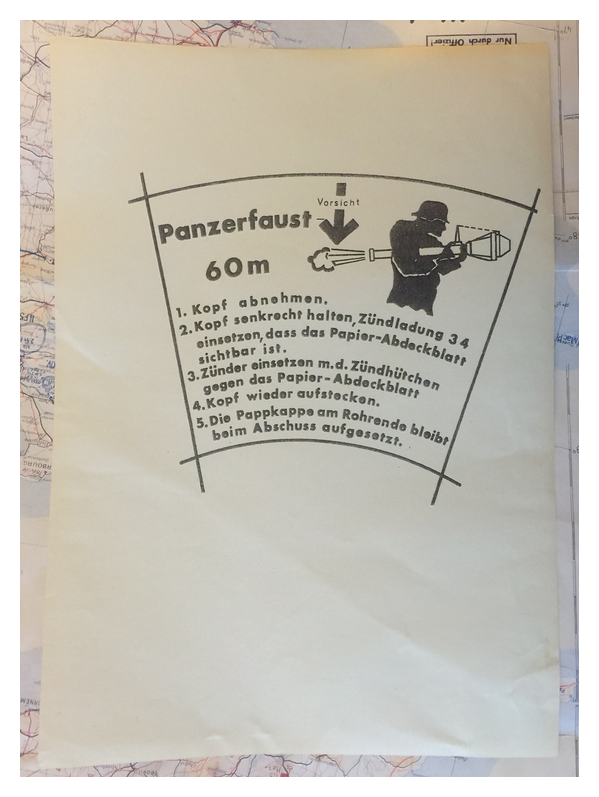 Nur durch Offizier!
Vorsicht
Panzerfaust
60m
1. Kopf abnehmen.
2. Kopf senkrecht halten, Zündladung 34
einsetzen, dass das Papier-Abdeckblatt
sichtbar ist.
3. Zünder einsetzen m.d. Zündhütchen
gegen das Papier-Abdeckblatt
4. Kopf wieder aufstecken.
5. Die Pappkappe am Rohrende bleibt
beim Abschuss aufgesetzt.